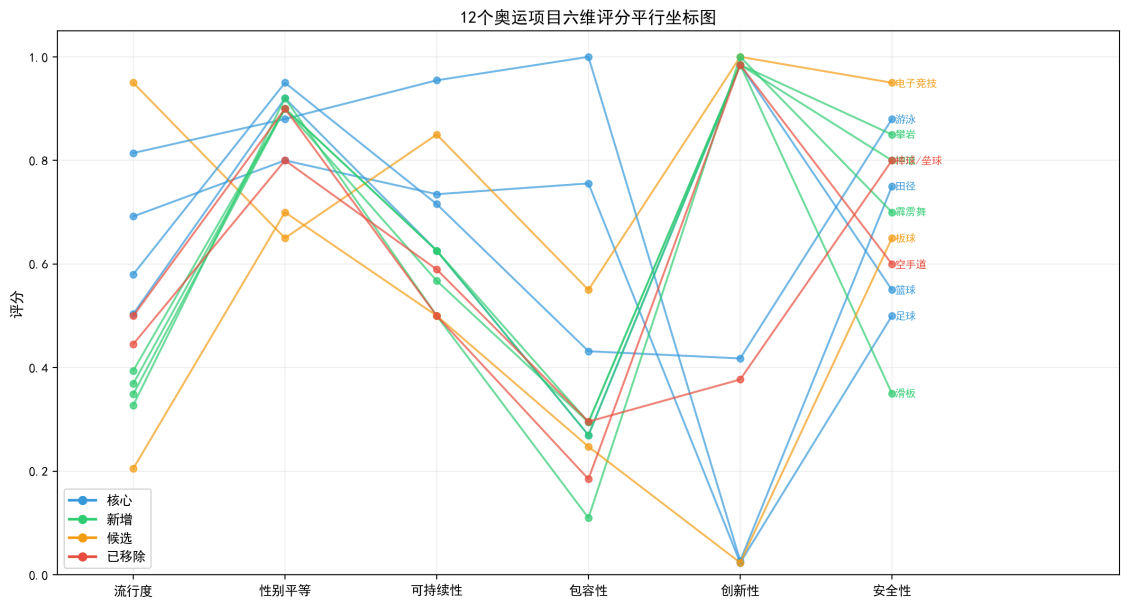 12个奥运项目六维评分平行坐标图
评分
1.0
0.8
0.6
0.4
0.2
0.0
流行度
性别平等
可持续性
包容性
创新性
安全性
电子竞技
游泳
攀岩
棒球/垒球
田径
霹雳舞
板球
空手道
篮球
足球
滑板
核心
新增
候选
已移除